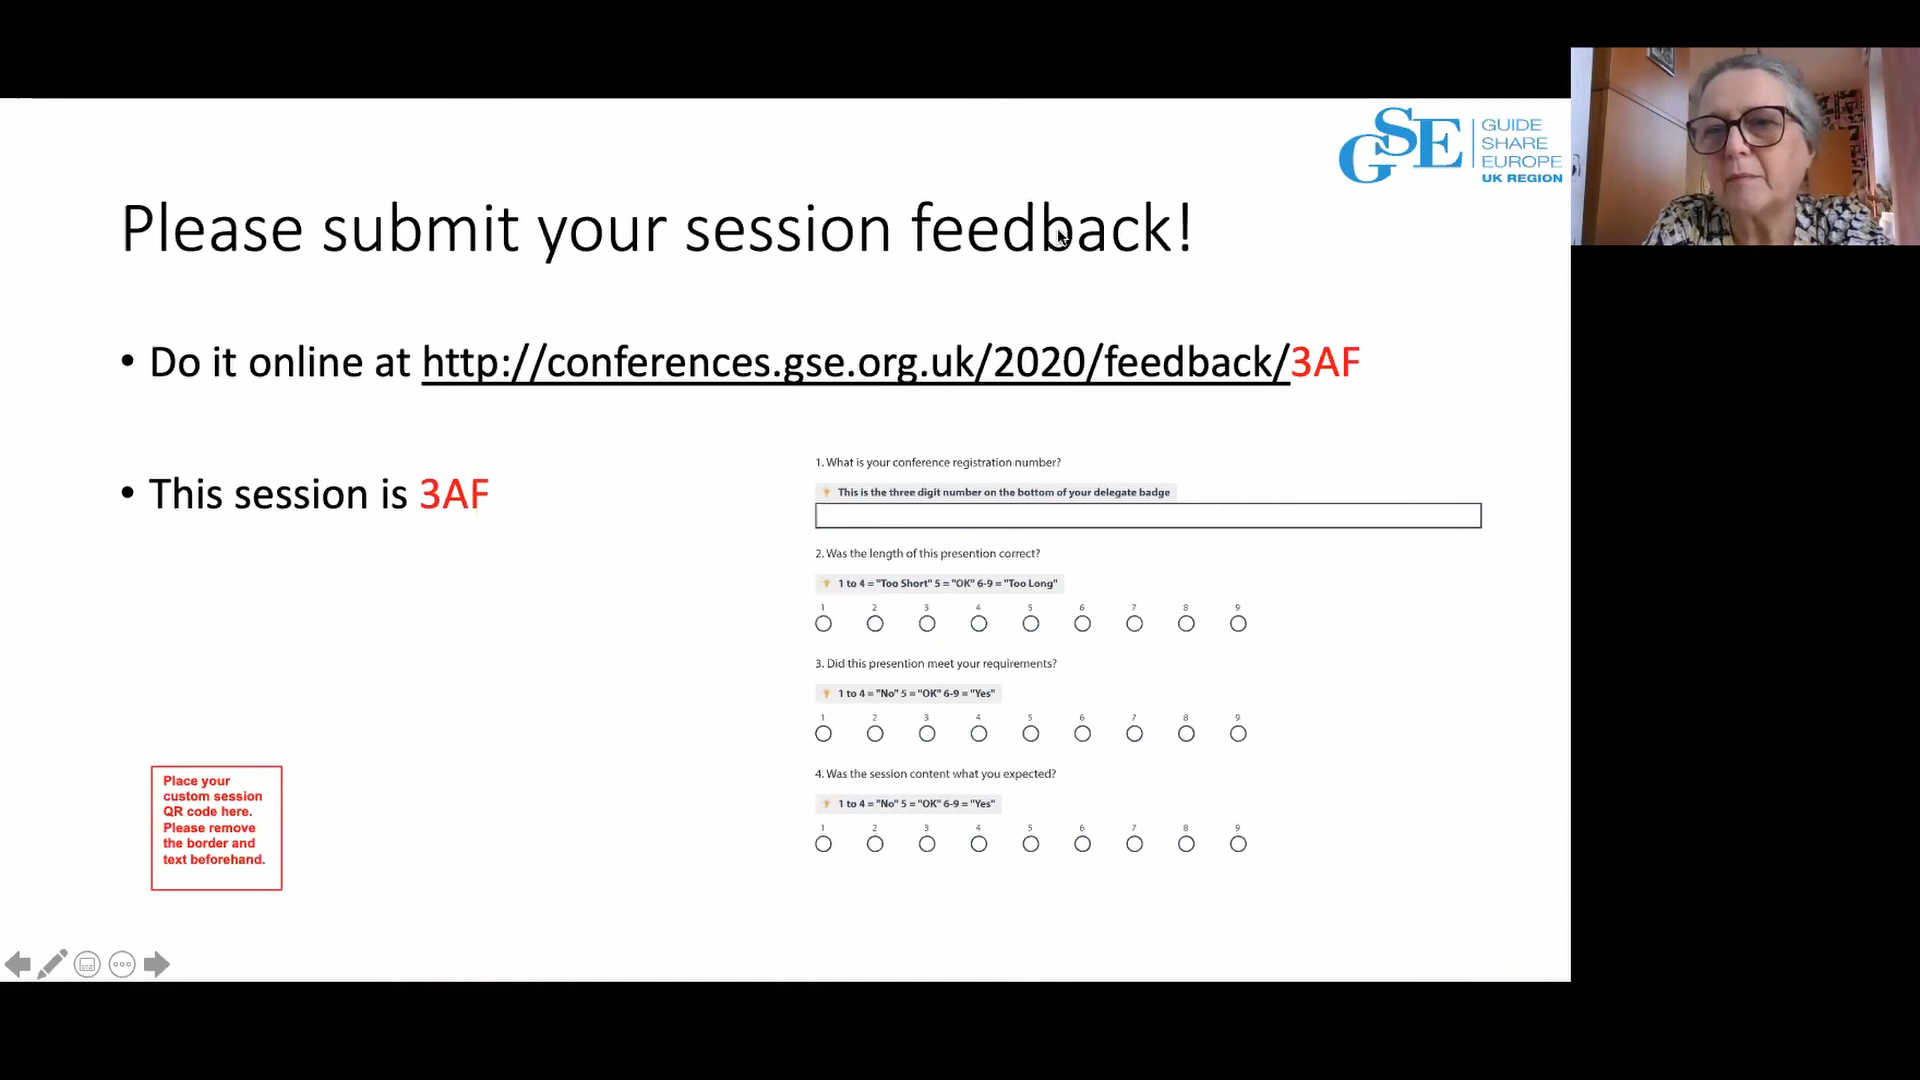 GSE
GUIDE
SHARE
EUROPE
UK REGION
Please submit your session feedback!
• Do it online at http://conferences.gse.org.uk/2020/feedback/3AF
• This session is 3AF
1. What is your conference registration number?
This is the three digit number on the bottom of your delegate badge
2. Was the length of this presention correct?
1 to 4 = "Too Short" 5 = "OK" 6-9 = "Too Long"
1 2 3 4 5 6 7 8 9
3. Did this presention meet your requirements?
1 to 4 = "No" 5 = "OK" 6-9 = "Yes"
1 2 3 4 5 6 7 8 9
4. Was the session content what you expected?
1 to 4 = "No" 5 = "OK" 6-9 = "Yes"
1 2 3 4 5 6 7 8 9
Place your
custom session
QR code here.
Please remove
the border and
text beforehand.